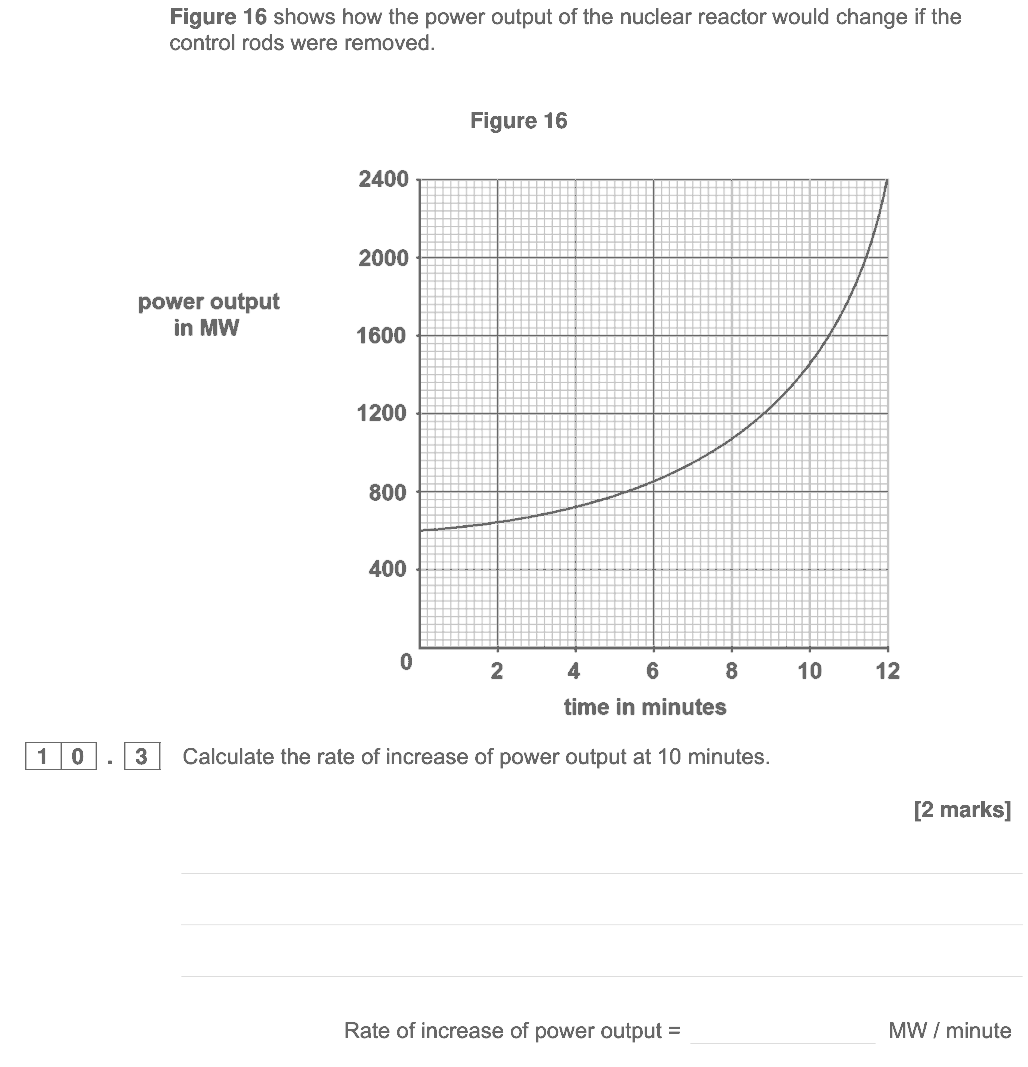 Figure 16 shows how the power output of the nuclear reactor would change if the
control rods were removed.
Figure 16
2400
2000
power output
in MW
1600
1200
800
400
0
2 4 6 8 10 12
time in minutes
1 0 . 3 Calculate the rate of increase of power output at 10 minutes.
[2 marks]
Rate of increase of power output = MW / minute